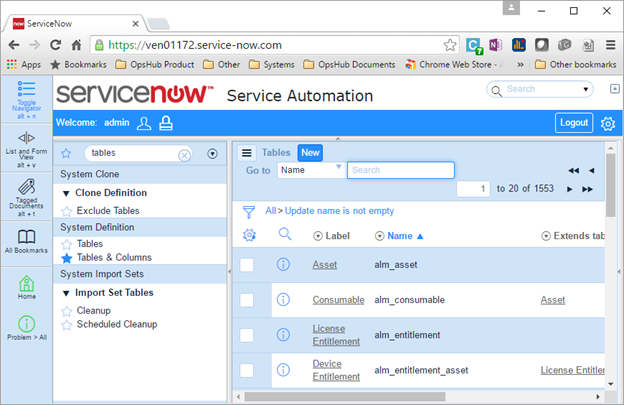 ServiceNow
https://ven01172.service-now.com
Apps Bookmarks OpsHub Product Other Systems OpsHub Documents Chrome Web Store - A Other bookmarks
Toggle Navigator alt + n
servicenow™ Service Automation
Search
Welcome: admin
Logout
List and Form View alt + v
Tagged Documents alt + t
All Bookmarks
Home
Problem > All
tables
System Clone
Clone Definition
Exclude Tables
System Definition
Tables
Tables & Columns
System Import Sets
Import Set Tables
Cleanup
Scheduled Cleanup
Tables New
Go to Name Search
1 to 20 of 1553
All > Update name is not empty
Label Name Extends tab
Asset alm_asset
Consumable alm_consumable Asset
License Entitlement alm_entitlement
Device Entitlement alm_entitlement_asset License Entitle